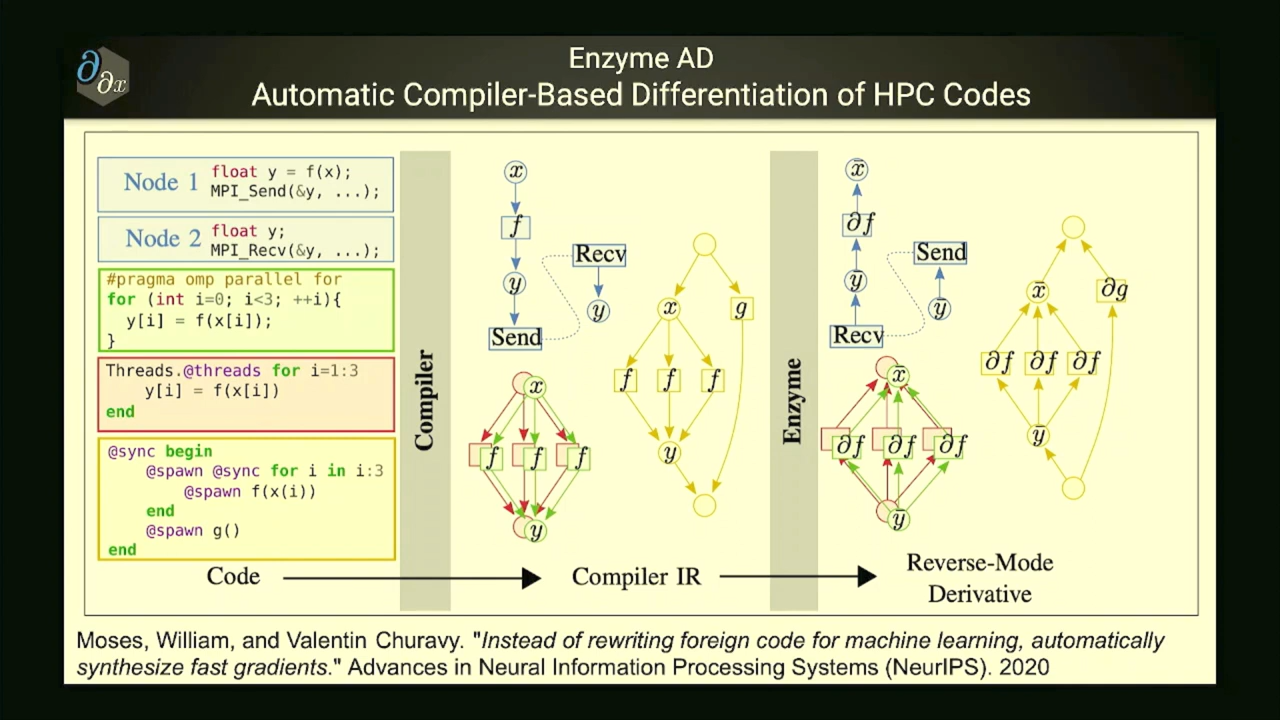 ∂
∂x
Enzyme AD
Automatic Compiler-Based Differentiation of HPC Codes
Node 1
float y = f(x);
MPI_Send(&y, ...);
Node 2
float y;
MPI_Recv(&y, ...);
#pragma omp parallel for
for (int i=0; i<3; ++i){
y[i] = f(x[i]);
}
Threads.@threads for i=1:3
y[i] = f(x[i])
end
@sync begin
@spawn @sync for i in i:3
@spawn f(x(i))
end
@spawn g()
end
Code
Compiler
x
f
y
Send
Recv
y
x
g
f f f
y
x
f f f
y
Compiler IR
Enzyme
x̄
∂f
ȳ
Recv
Send
ȳ
x̄
∂g
∂f ∂f ∂f
ȳ
x̄
∂f ∂f ∂f
ȳ
Reverse-Mode
Derivative
Moses, William, and Valentin Churavy. "Instead of rewriting foreign code for machine learning, automatically
synthesize fast gradients." Advances in Neural Information Processing Systems (NeurIPS). 2020